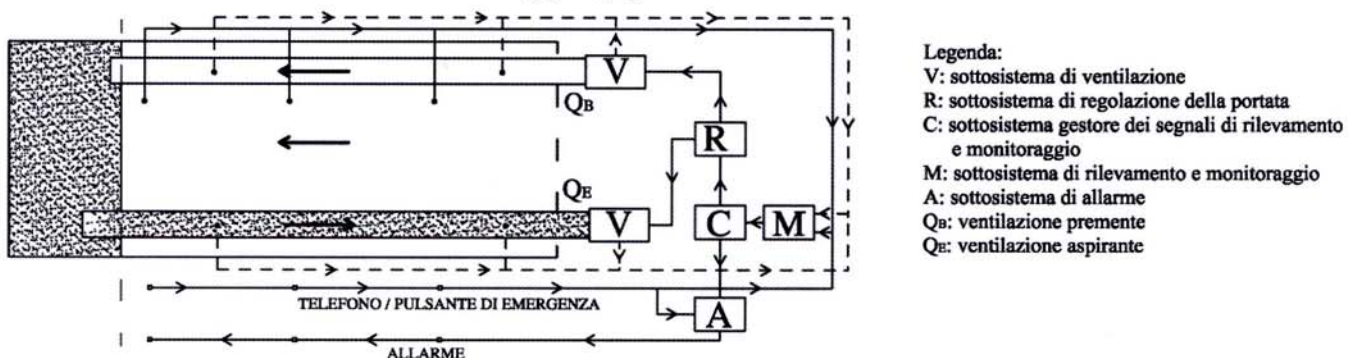 V
QB
R
QE
V
C
M
TELEFONO / PULSANTE DI EMERGENZA
A
ALLARME
Legenda:
V: sottosistema di ventilazione
R: sottosistema di regolazione della portata
C: sottosistema gestore dei segnali di rilevamento
e monitoraggio
M: sottosistema di rilevamento e monitoraggio
A: sottosistema di allarme
QB: ventilazione premente
QE: ventilazione aspirante